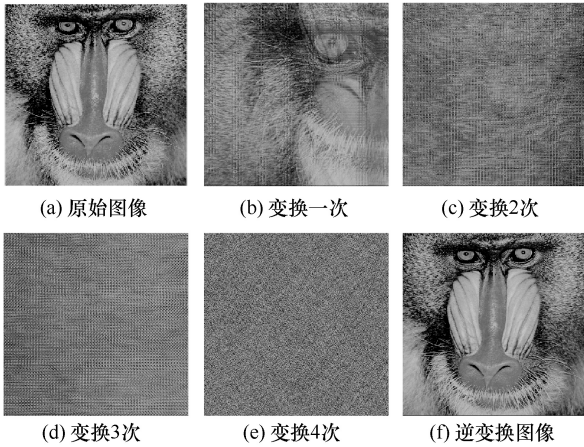 (a) 原始图像
(b) 变换一次
(c) 变换2次
(d) 变换3次
(e) 变换4次
(f) 逆变换图像